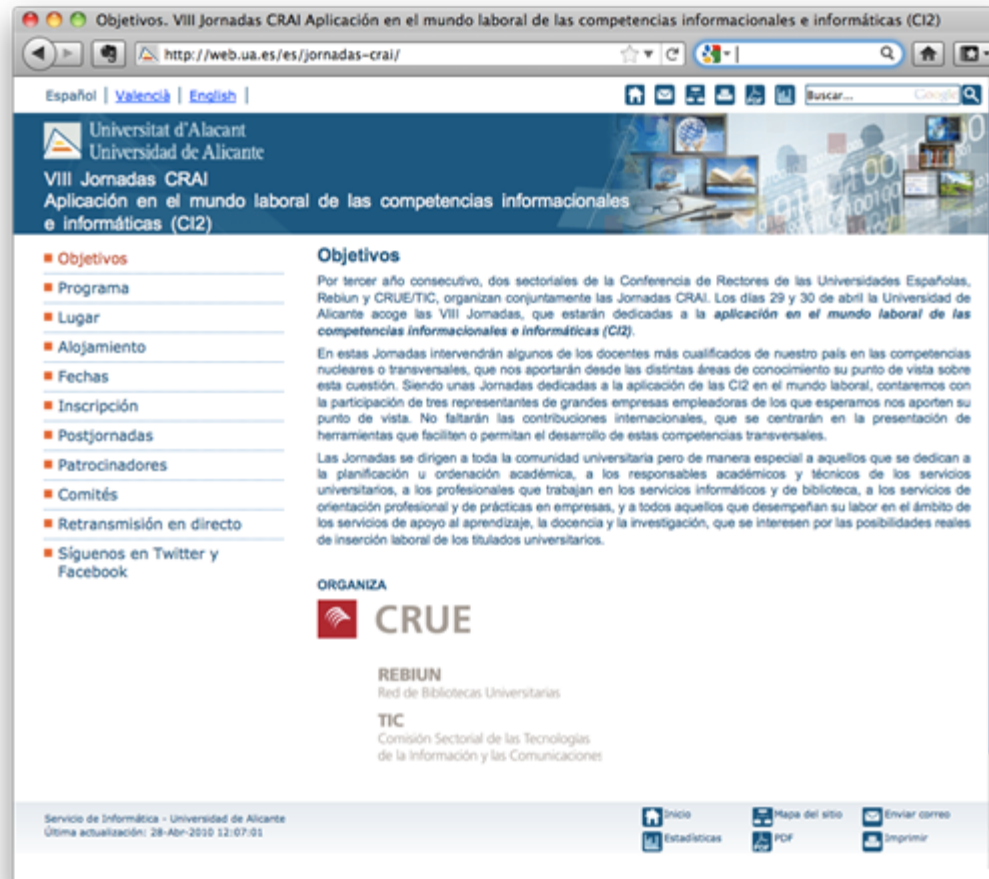 Objetivos. VIII Jornadas CRAI Aplicación en el mundo laboral de las competencias informacionales e informáticas (CI2)
http://web.ua.es/es/jornadas-crai/
Español | Valencià | English |
Buscar... Google
Universitat d'Alacant
Universidad de Alicante
VIII Jornadas CRAI
Aplicación en el mundo laboral de las competencias informacionales
e informáticas (CI2)
Objetivos
Programa
Lugar
Alojamiento
Fechas
Inscripción
Postjornadas
Patrocinadores
Comités
Retransmisión en directo
Síguenos en Twitter y
Facebook
Objetivos
Por tercer año consecutivo, dos sectoriales de la Conferencia de Rectores de las Universidades Españolas,
Rebiun y CRUE/TIC, organizan conjuntamente las Jornadas CRAI. Los días 29 y 30 de abril la Universidad de
Alicante acoge las VIII Jornadas, que estarán dedicadas a la aplicación en el mundo laboral de las
competencias informacionales e informáticas (CI2).
En estas Jornadas intervendrán algunos de los docentes más cualificados de nuestro país en las competencias
nucleares o transversales, que nos aportarán desde las distintas áreas de conocimiento su punto de vista sobre
esta cuestión. Siendo unas Jornadas dedicadas a la aplicación de las CI2 en el mundo laboral, contaremos con
la participación de tres representantes de grandes empresas empleadoras de los que esperamos nos aporten su
punto de vista. No faltarán las contribuciones internacionales, que se centrarán en la presentación de
herramientas que faciliten o permitan el desarrollo de estas competencias transversales.
Las Jornadas se dirigen a toda la comunidad universitaria pero de manera especial a aquellos que se dedican a
la planificación u ordenación académica, a los responsables académicos y técnicos de los servicios
universitarios, a los profesionales que trabajan en los servicios informáticos y de biblioteca, a los servicios de
orientación profesional y de prácticas en empresas, y a todos aquellos que desempeñan su labor en el ámbito de
los servicios de apoyo al aprendizaje, la docencia y la investigación, que se interesen por las posibilidades reales
de inserción laboral de los titulados universitarios.
ORGANIZA
CRUE
REBIUN
Red de Bibliotecas Universitarias
TIC
Comisión Sectorial de las Tecnologías
de la Información y las Comunicaciones
Servicio de Informática - Universidad de Alicante
Última actualización: 28-Abr-2010 12:07:01
Inicio
Mapa del sitio
Enviar correo
Estadísticas
PDF
Imprimir